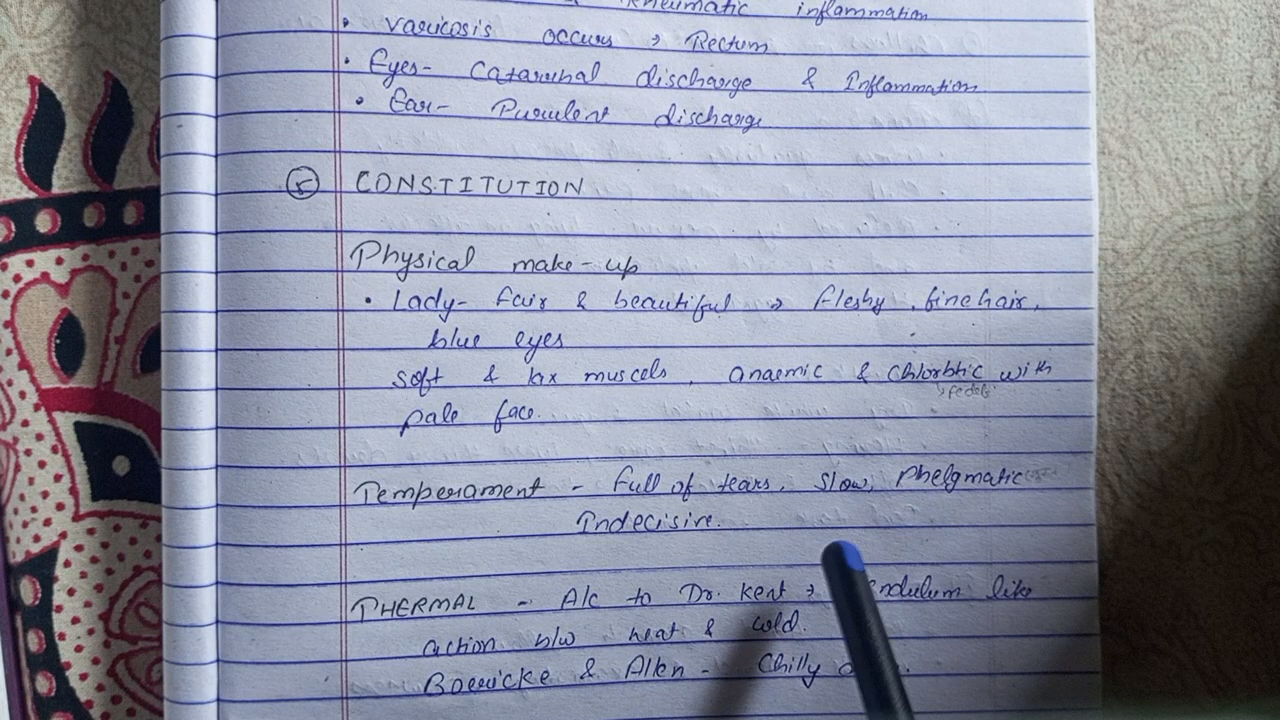 Rheumatic inflammation
• Varicosis occurs → Rectum
• Eyes- Catarrhal discharge & Inflammation
• Ear- Purulent discharge
⑤ CONSTITUTION
Physical make-up
• Lady- fair & beautiful → fleshy, fine hair,
blue eyes
Soft & lax muscels, anaemic & Chlorotic with
pale face.
Temperament - full of tears, slow, Phelgmatic
Indecisive.
THERMAL - A/c to Dr. Kent → endulum like
action b/w heat & cold.
Boericke & Allen - Chilly